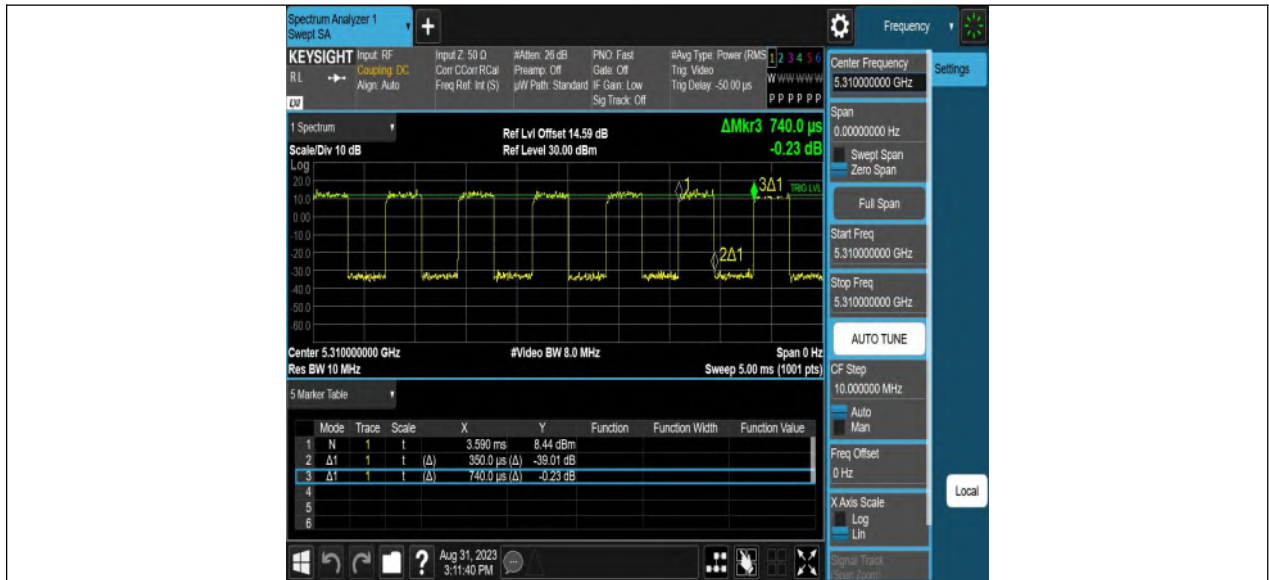 Spectrum Analyzer 1
Swept SA
+
Frequency
KEYSIGHT Input: RF Input Z: 50 Ω #Atten: 26 dB PNO: Fast #Avg Type: Power (RMS 1 2 3 4 5 6
RL Coupling: DC Corr CCorr RCal Preamp: Off Gate: Off Trig: Video W W W W W W
Align: Auto Freq Ref: Int (S) µW Path: Standard IF Gain: Low Trig Delay: -50.00 µs
LXI Sig Track: Off P P P P P P
1 Spectrum
Scale/Div 10 dB
Ref Lvl Offset 14.59 dB
Ref Level 30.00 dBm
ΔMkr3 740.0 µs
-0.23 dB
Log
20.0
10.0
0.00
-10.0
-20.0
-30.0
-40.0
-50.0
-60.0
1
3Δ1
TRIG LVL
2Δ1
Center 5.310000000 GHz #Video BW 8.0 MHz Span 0 Hz
Res BW 10 MHz Sweep 5.00 ms (1001 pts)
5 Marker Table
Mode Trace Scale X Y Function Function Width Function Value
1 N 1 t 3.590 ms 8.44 dBm
2 Δ1 1 t (Δ) 350.0 µs (Δ) -39.01 dB
3 Δ1 1 t (Δ) 740.0 µs (Δ) -0.23 dB
4
5
6
?
Aug 31, 2023
3:11:40 PM
Center Frequency
5.310000000 GHz
Settings
Span
0.00000000 Hz
Swept Span
Zero Span
Full Span
Start Freq
5.310000000 GHz
Stop Freq
5.310000000 GHz
AUTO TUNE
CF Step
10.000000 MHz
Auto
Man
Freq Offset
0 Hz
X Axis Scale
Log
Lin
Signal Track
(Span Zoom)
Local